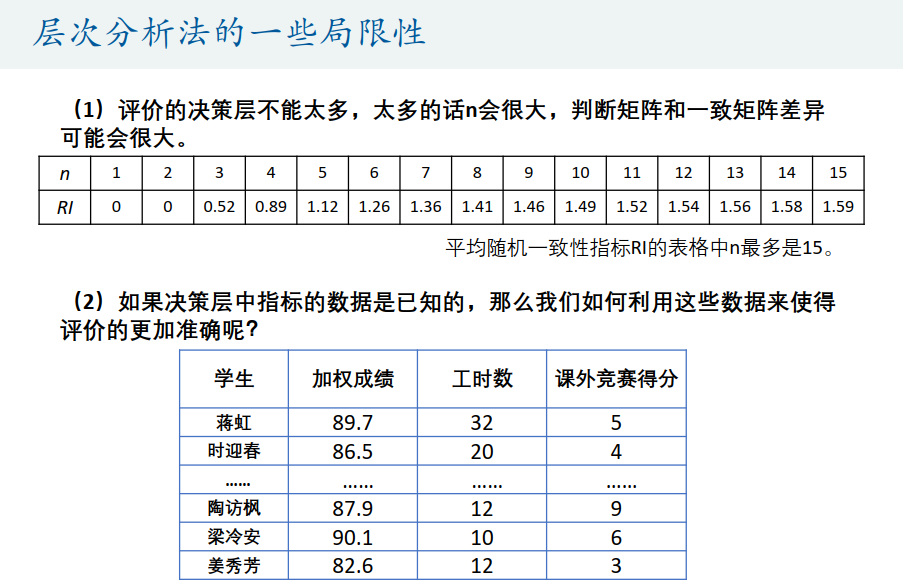 层次分析法的一些局限性
（1）评价的决策层不能太多，太多的话n会很大，判断矩阵和一致矩阵差异
可能会很大。
n 1 2 3 4 5 6 7 8 9 10 11 12 13 14 15
RI 0 0 0.52 0.89 1.12 1.26 1.36 1.41 1.46 1.49 1.52 1.54 1.56 1.58 1.59
平均随机一致性指标RI的表格中n最多是15。
（2）如果决策层中指标的数据是已知的，那么我们如何利用这些数据来使得
评价的更加准确呢？
学生 加权成绩 工时数 课外竞赛得分
蒋虹 89.7 32 5
时迎春 86.5 20 4
…… …… …… ……
陶访枫 87.9 12 9
梁冷安 90.1 10 6
姜秀芳 82.6 12 3